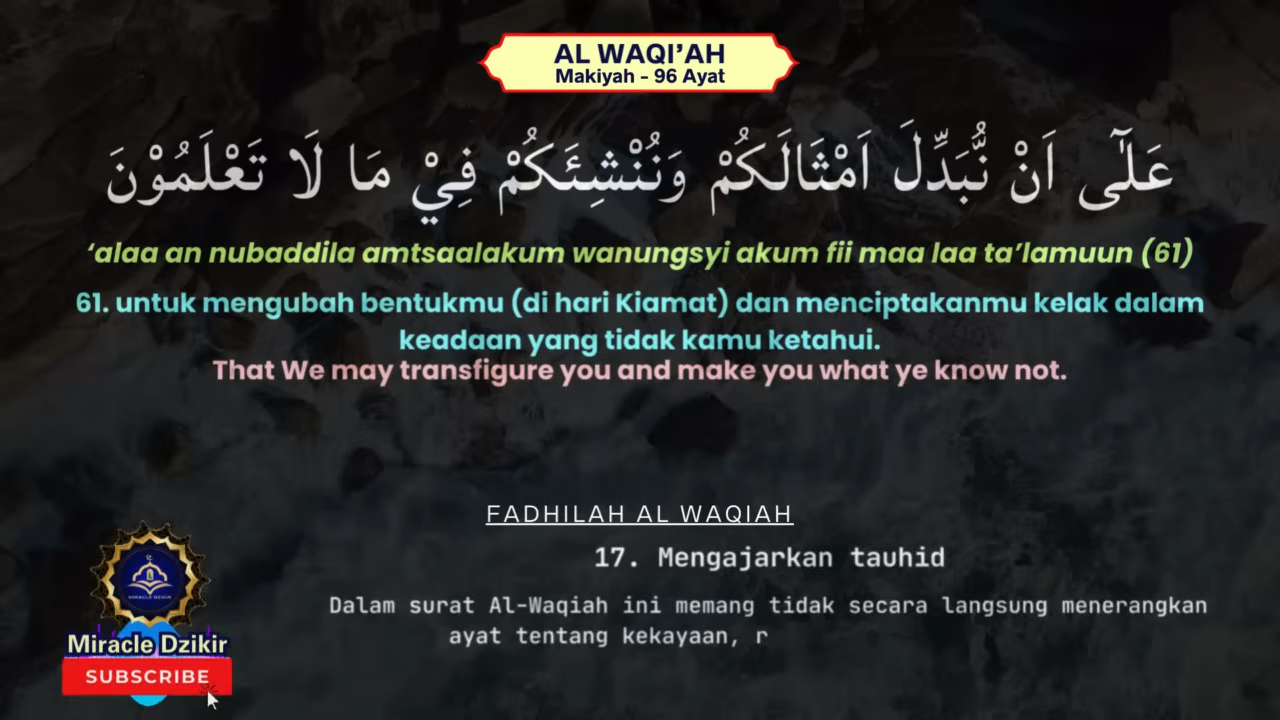 AL WAQI’AH
Makiyah - 96 Ayat
عَلٰٓى اَنْ نُّبَدِّلَ اَمْثَالَكُمْ وَنُنْشِئَكُمْ فِيْ مَا لَا تَعْلَمُوْنَ
‘alaa an nubaddila amtsaalakum wanungsyi akum fii maa laa ta’lamuun (61)
61. untuk mengubah bentukmu (di hari Kiamat) dan menciptakanmu kelak dalam
keadaan yang tidak kamu ketahui.
That We may transfigure you and make you what ye know not.
FADHILAH AL WAQIAH
17. Mengajarkan tauhid
Dalam surat Al-Waqiah ini memang tidak secara langsung menerangkan
ayat tentang kekayaan, r
MIRACLE DZIKIR
Miracle Dzikir
SUBSCRIBE